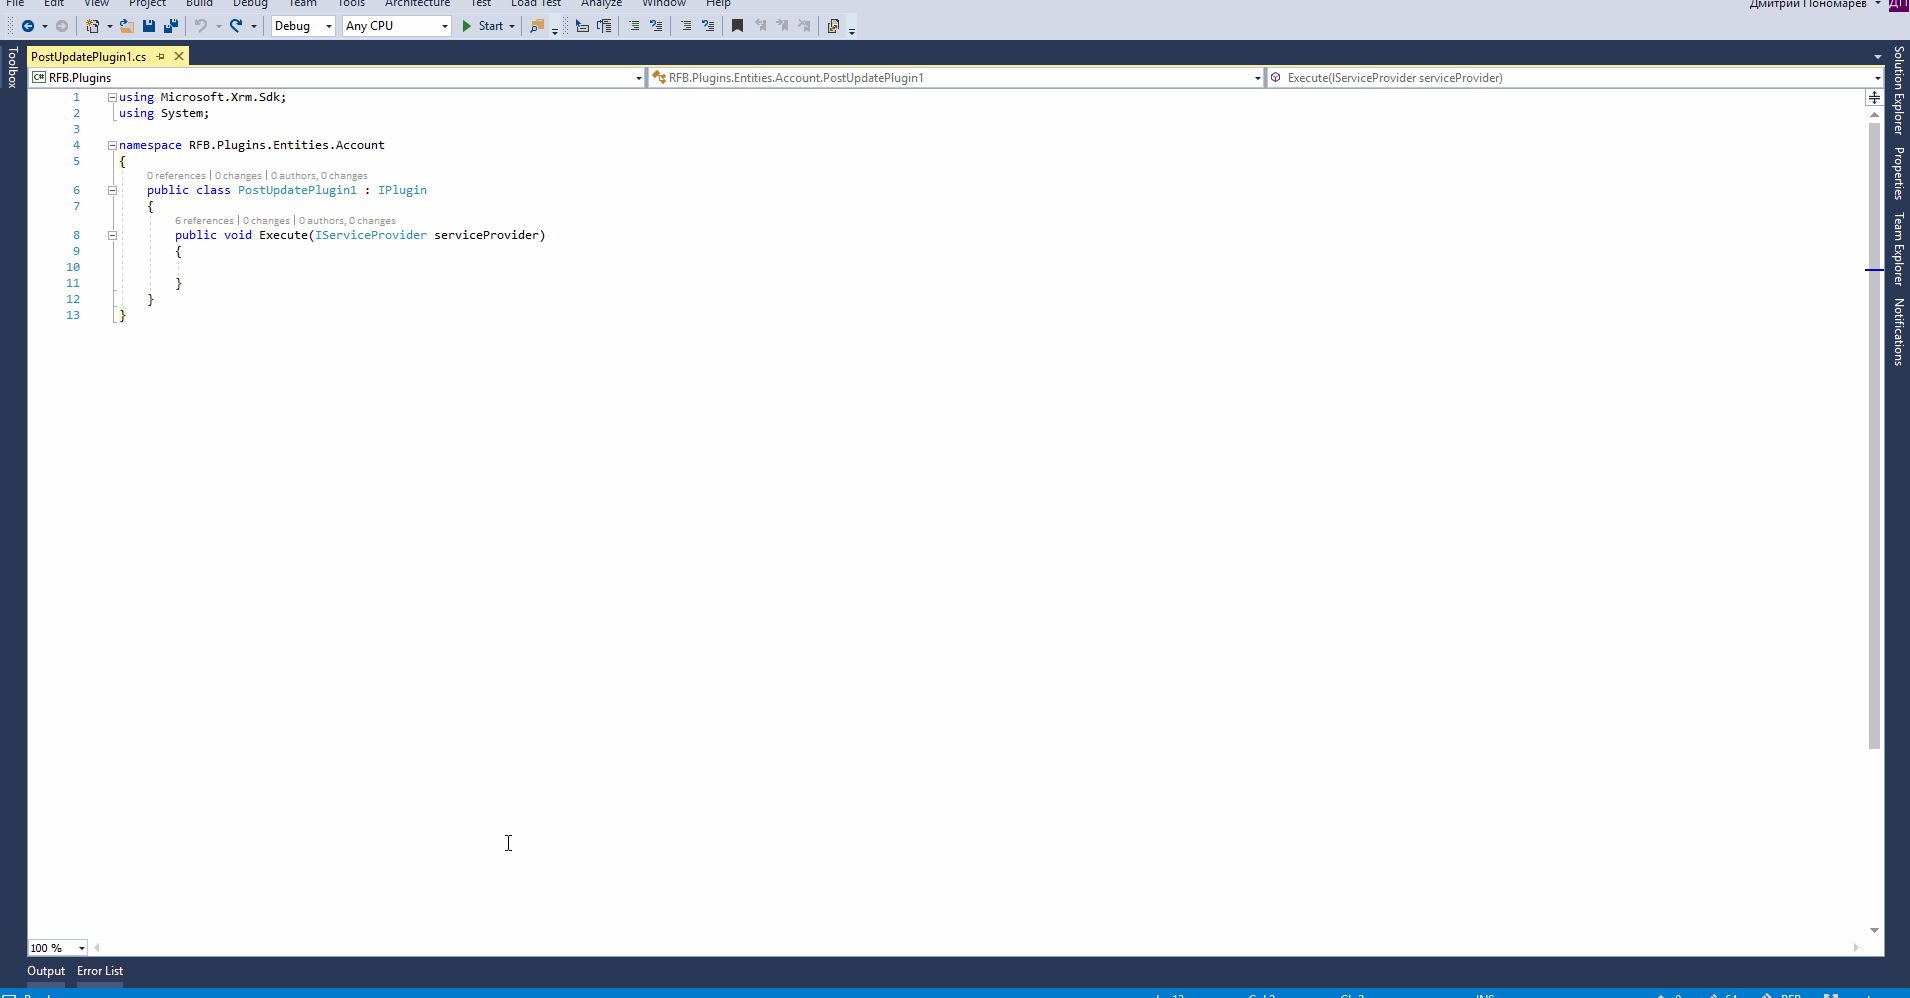 File Edit View Project Build Debug Team Tools Architecture Test Load Test Analyze Window Help
Дмитрий Пономарев ДП
Debug Any CPU Start
Toolbox
PostUpdatePlugin1.cs
RFB.Plugins RFB.Plugins.Entities.Account.PostUpdatePlugin1 Execute(IServiceProvider serviceProvider)
1 using Microsoft.Xrm.Sdk;
2 using System;
3
4 namespace RFB.Plugins.Entities.Account
5 {
0 references | 0 changes | 0 authors, 0 changes
6 public class PostUpdatePlugin1 : IPlugin
7 {
6 references | 0 changes | 0 authors, 0 changes
8 public void Execute(IServiceProvider serviceProvider)
9 {
10
11 }
12 }
13 }
Solution Explorer
Properties
Team Explorer
Notifications
100 %
Output Error List